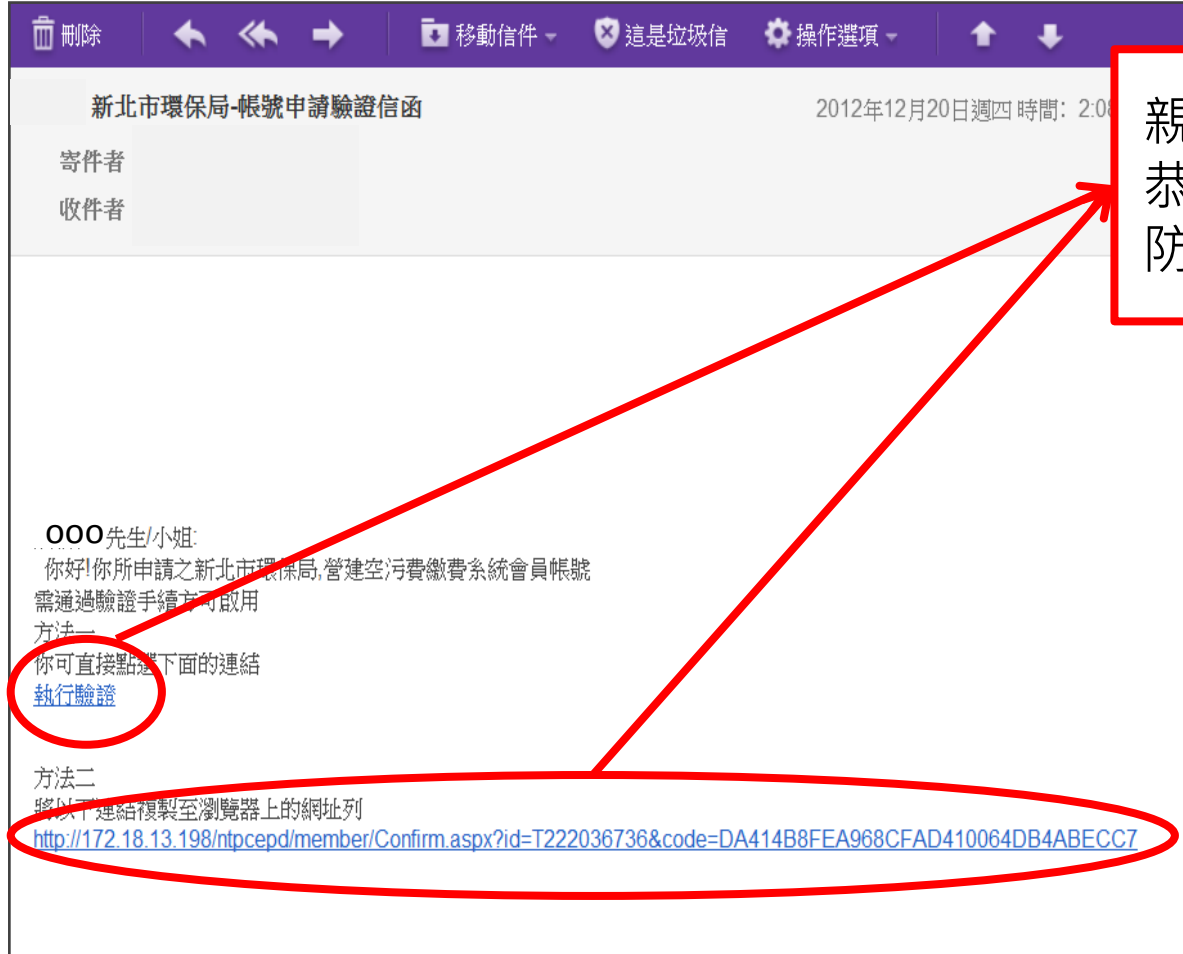 刪除 移動信件 這是垃圾信 操作選項
新北市環保局-帳號申請驗證信函 2012年12月20日週四 時間: 2:08
寄件者
收件者
親
恭
防
OOO先生/小姐:
你好!你所申請之新北市環保局,營建空污費繳費系統會員帳號
需通過驗證手續方可啟用
方法一
你可直接點選下面的連結
執行驗證
方法二
將以下連結複製至瀏覽器上的網址列
http://172.18.13.198/ntpcepd/member/Confirm.aspx?id=T222036736&code=DA414B8FEA968CFAD410064DB4ABECC7